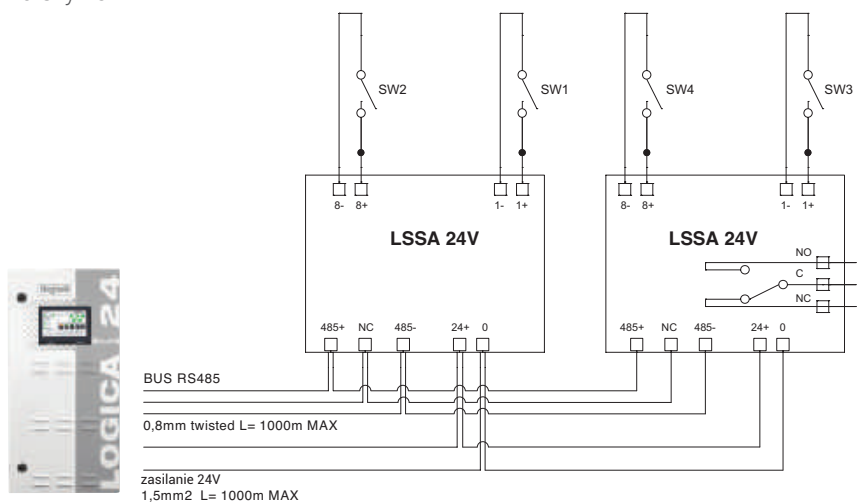 SW2
SW1
SW4
SW3
8- 8+
1- 1+
8- 8+
1- 1+
LSSA 24V
LSSA 24V
NO
C
NC
485+ NC 485- 24+ 0
485+ NC 485- 24+ 0
LOGICA 24
BUS RS485
0,8mm twisted L= 1000m MAX
zasilanie 24V
1,5mm2 L= 1000m MAX